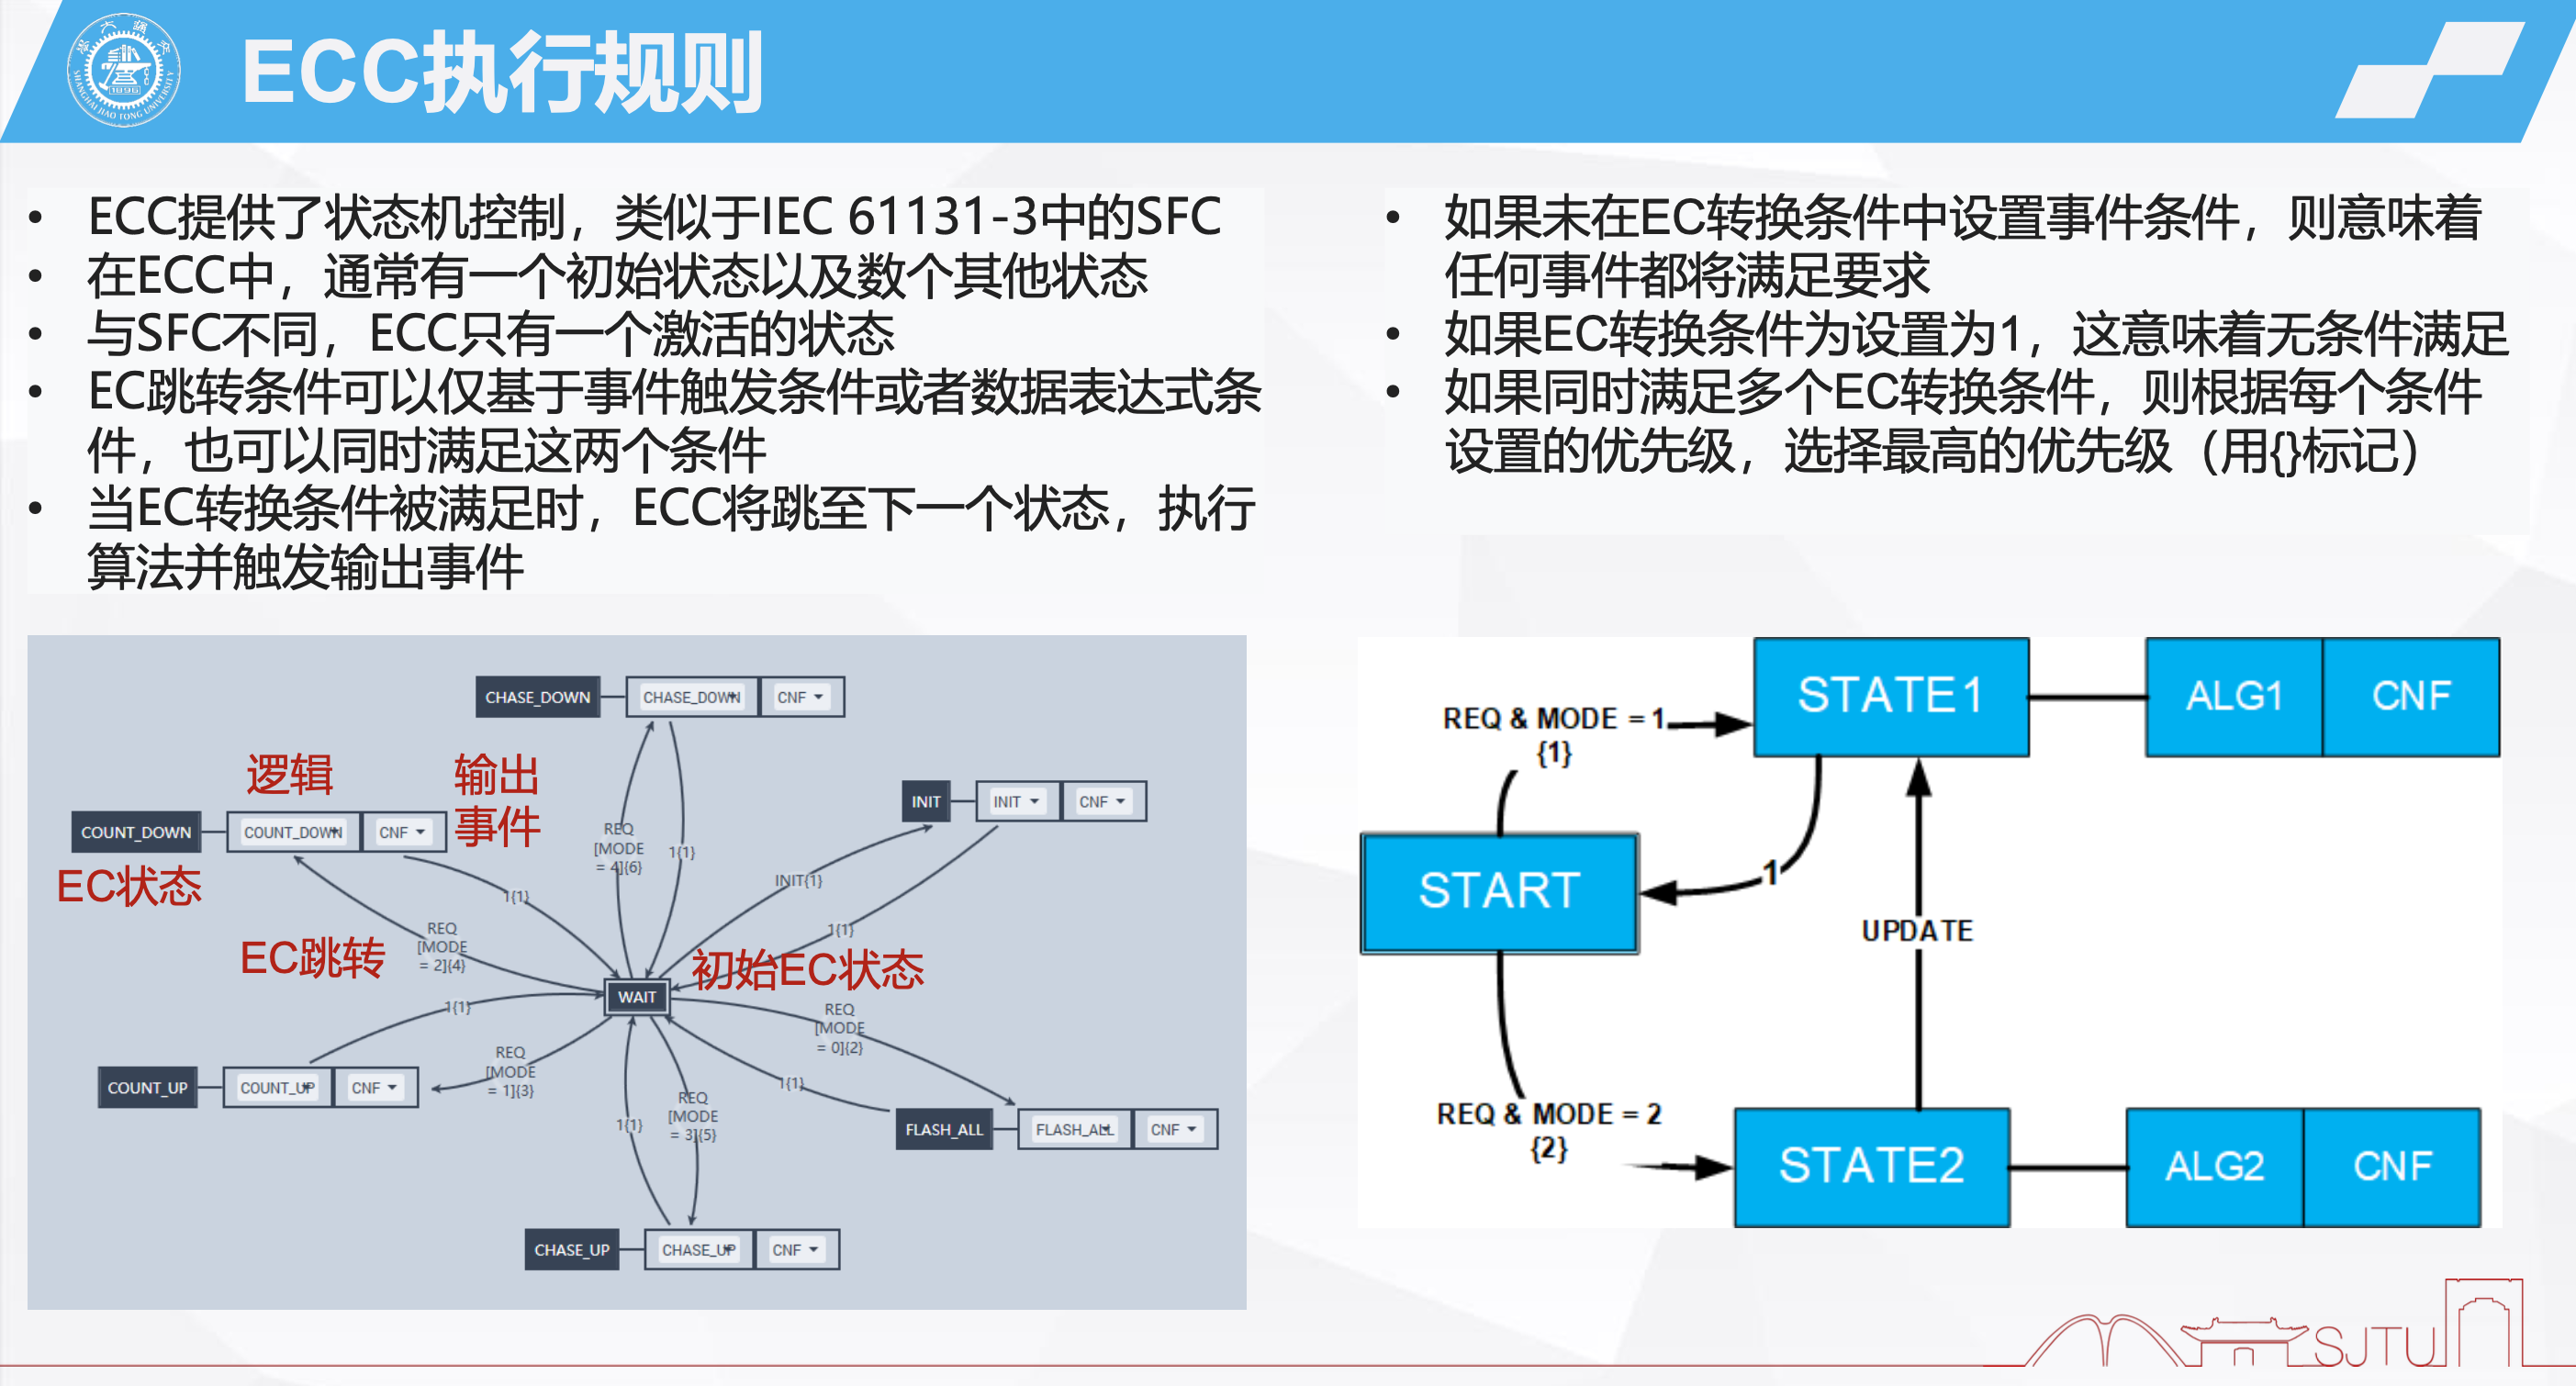 ECC执行规则
SHANGHAI JIAO TONG UNIVERSITY
1896
• ECC提供了状态机控制，类似于IEC 61131-3中的SFC
• 在ECC中，通常有一个初始状态以及数个其他状态
• 与SFC不同，ECC只有一个激活的状态
• EC跳转条件可以仅基于事件触发条件或者数据表达式条
件，也可以同时满足这两个条件
• 当EC转换条件被满足时，ECC将跳至下一个状态，执行
算法并触发输出事件
• 如果未在EC转换条件中设置事件条件，则意味着
任何事件都将满足要求
• 如果EC转换条件为设置为1，这意味着无条件满足
• 如果同时满足多个EC转换条件，则根据每个条件
设置的优先级，选择最高的优先级（用{}标记）
CHASE_DOWN CHASE_DOWN CNF
逻辑
输出
事件
INIT INIT CNF
COUNT_DOWN COUNT_DOWN CNF
REQ
[MODE
= 4]{6}
1{1}
INIT{1}
EC状态
1{1}
REQ
[MODE
= 2]{4}
1{1}
EC跳转
初始EC状态
WAIT
1{1}
REQ
[MODE
= 0]{2}
REQ
[MODE
= 1]{3}
COUNT_UP COUNT_UP CNF
1{1}
REQ
[MODE
= 3]{5}
1{1}
FLASH_ALL FLASH_ALL CNF
CHASE_UP CHASE_UP CNF
STATE1 ALG1 CNF
REQ & MODE = 1
{1}
START
1
UPDATE
REQ & MODE = 2
{2}
STATE2 ALG2 CNF
SJTU